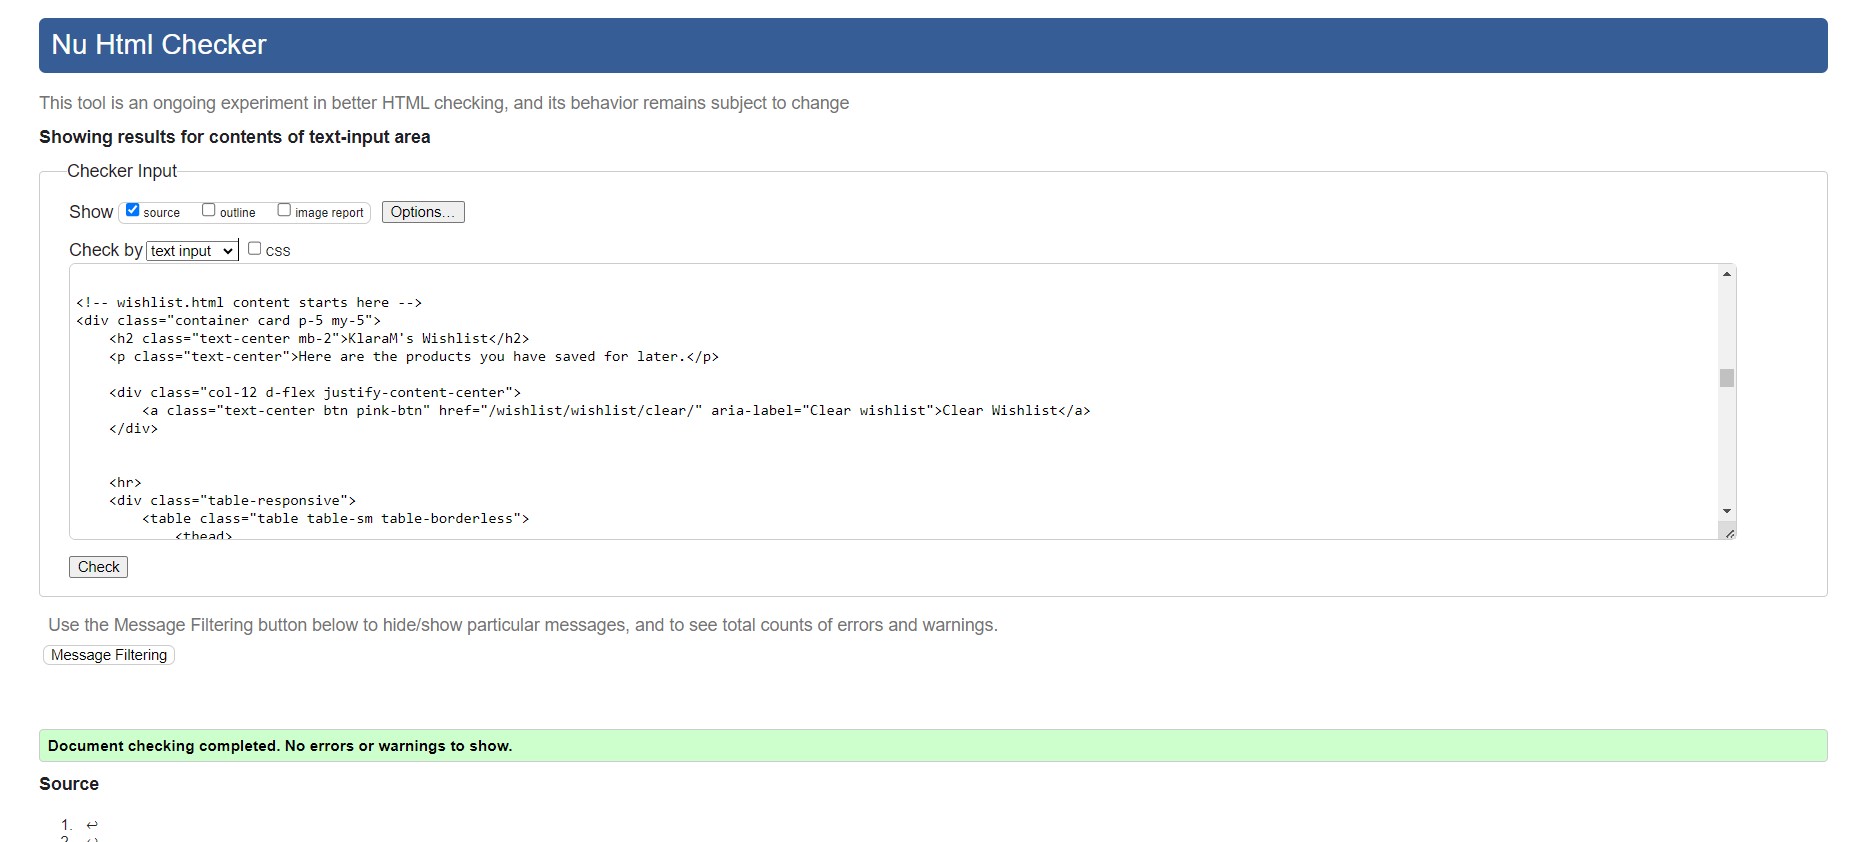 Nu Html Checker
This tool is an ongoing experiment in better HTML checking, and its behavior remains subject to change
Showing results for contents of text-input area
Checker Input
Show source outline image report Options...
Check by text input css
<!-- wishlist.html content starts here -->
<div class="container card p-5 my-5">
<h2 class="text-center mb-2">KlaraM's Wishlist</h2>
<p class="text-center">Here are the products you have saved for later.</p>
<div class="col-12 d-flex justify-content-center">
<a class="text-center btn pink-btn" href="/wishlist/wishlist/clear/" aria-label="Clear wishlist">Clear Wishlist</a>
</div>
<hr>
<div class="table-responsive">
<table class="table table-sm table-borderless">
<thead>
Check
Use the Message Filtering button below to hide/show particular messages, and to see total counts of errors and warnings.
Message Filtering
Document checking completed. No errors or warnings to show.
Source
1. ↩
2. ↩